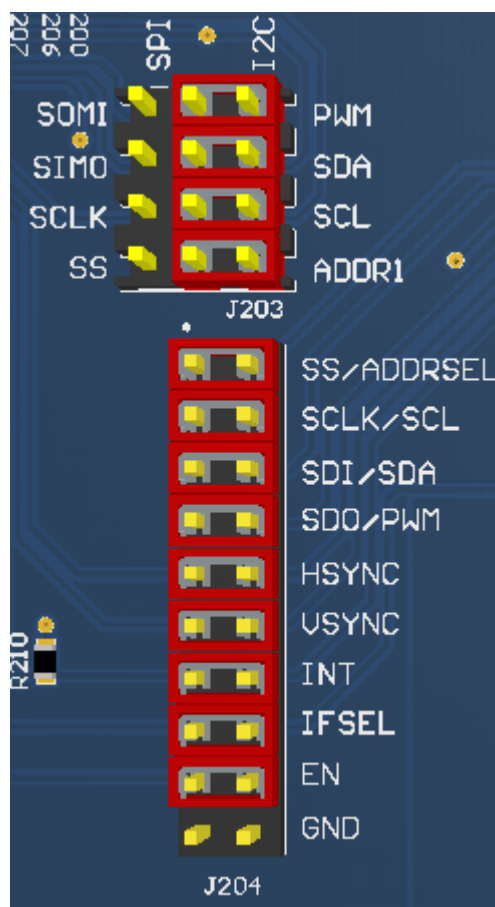 207
206
200
SPI
I2C
SOMI
PWM
SIMO
SDA
SCLK
SCL
SS
ADDR1
J203
SS/ADDRSEL
SCLK/SCL
SDI/SDA
SDO/PWM
HSYNC
VSYNC
R210
INT
IFSEL
EN
GND
J204